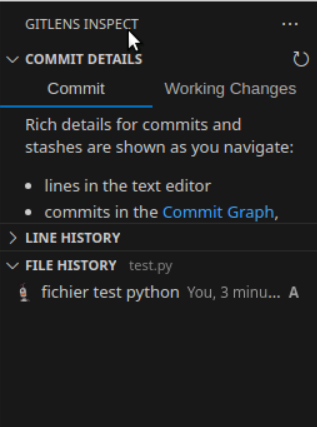 GITLENS INSPECT ...
COMMIT DETAILS
Commit Working Changes
Rich details for commits and
stashes are shown as you navigate:
• lines in the text editor
• commits in the Commit Graph,
LINE HISTORY
FILE HISTORY test.py
fichier test python You, 3 minu... A